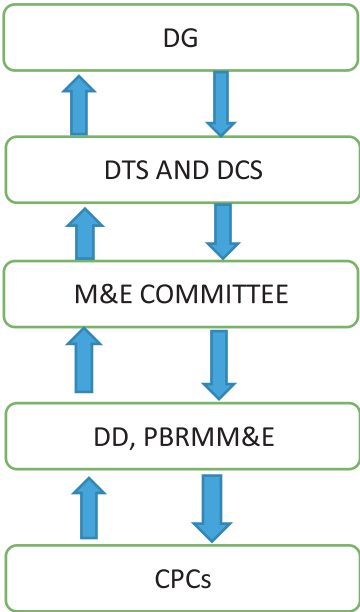 DG
DTS AND DCS
M&E COMMITTEE
DD, PBRMM&E
CPCs